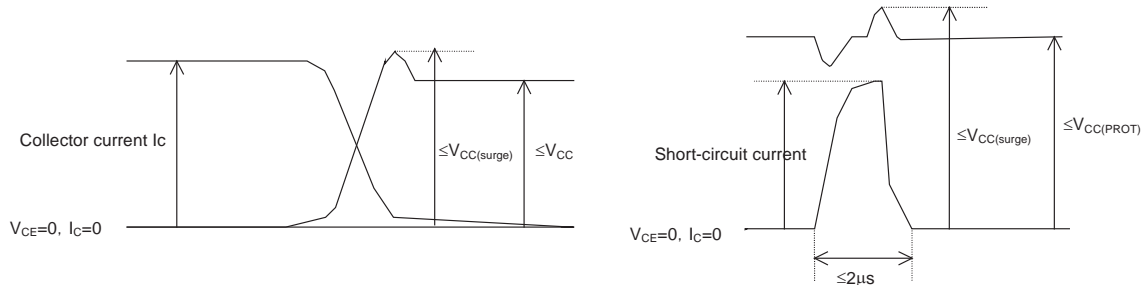 Collector current Ic
≤VCC(surge)
≤VCC
VCE=0, IC=0
Short-circuit current
≤VCC(surge)
≤VCC(PROT)
VCE=0, IC=0
≤2μs